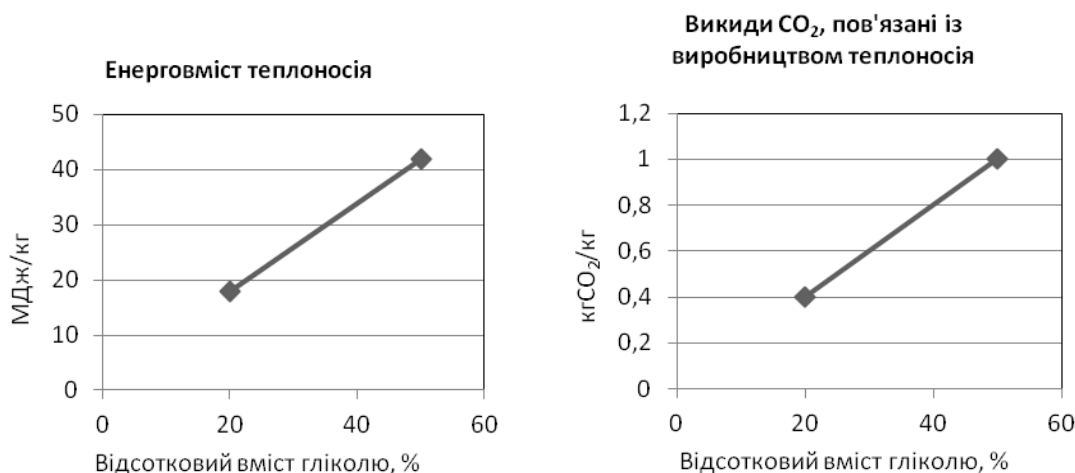 Енерговміст теплоносія
50
40
30
20
10
0
МДж/кг
0 20 40 60
Відсотковий вміст гліколю, %
Викиди CO₂, пов'язані із
виробництвом теплоносія
1,2
1
0,8
0,6
0,4
0,2
0
кгCO₂/кг
0 20 40 60
Відсотковий вміст гліколю, %